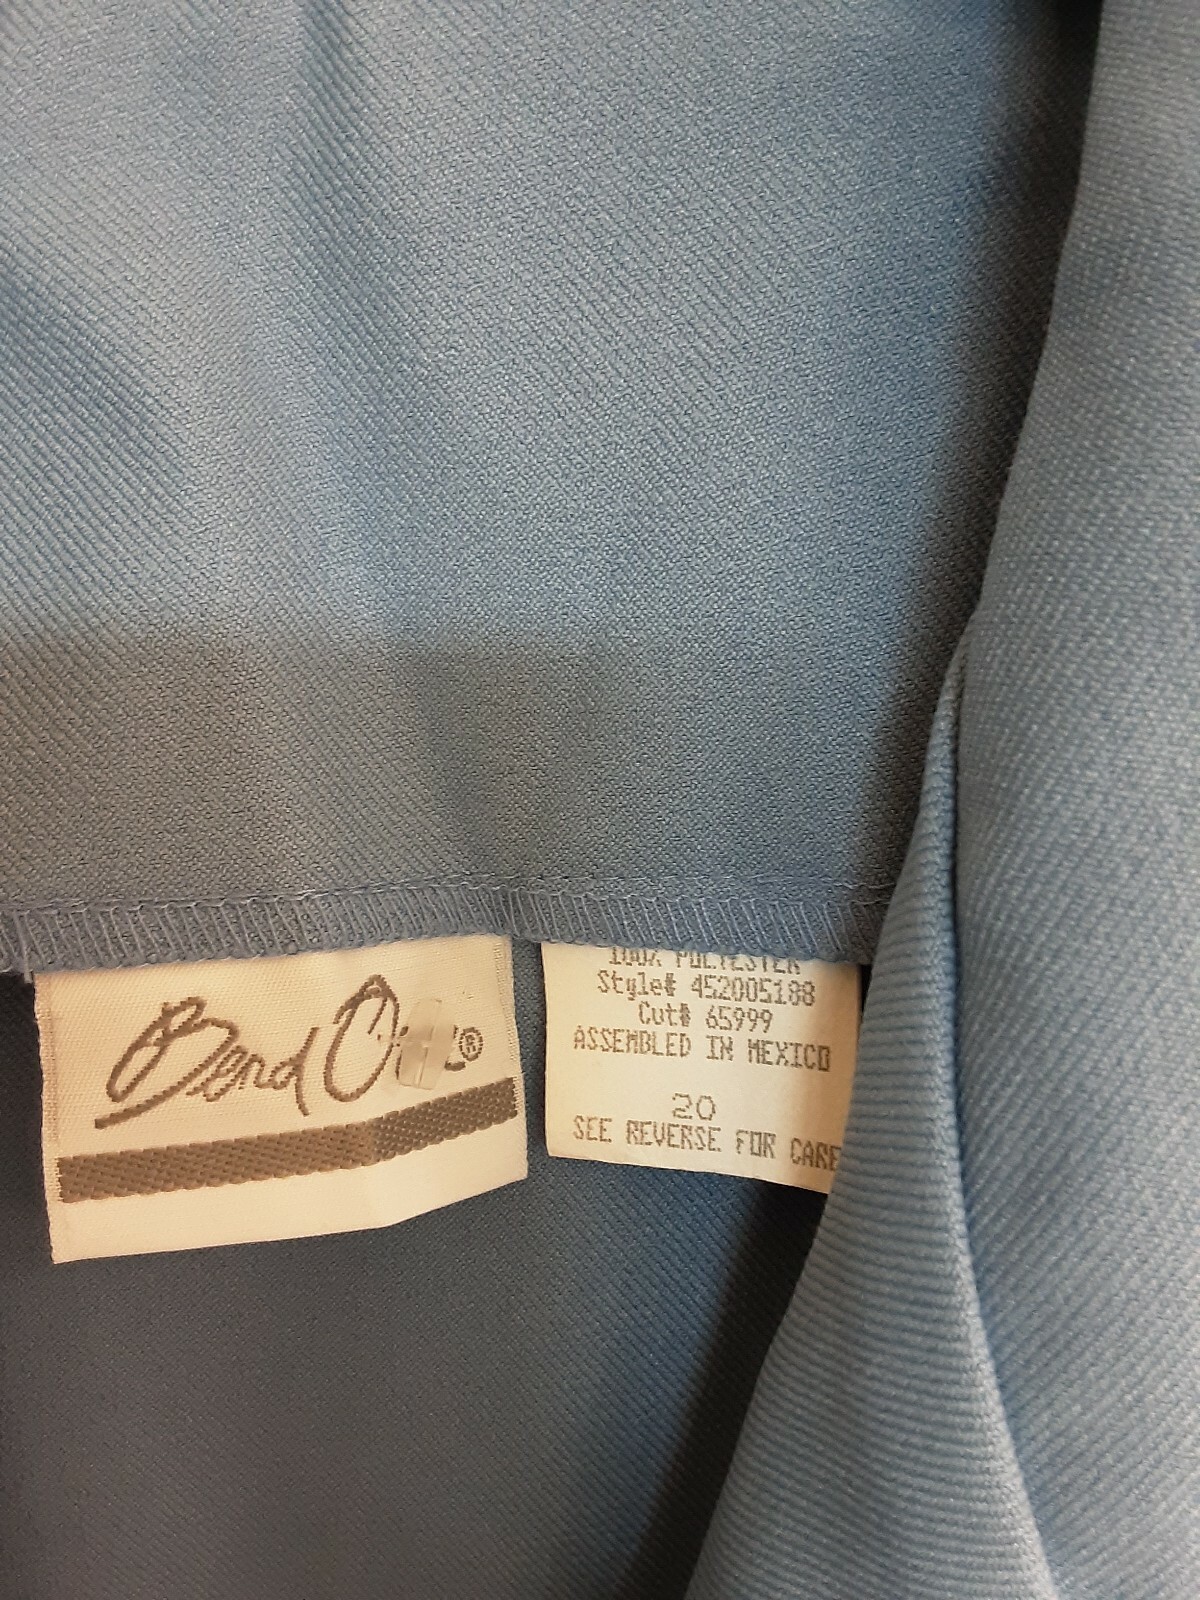 Bend
®
100% POLYESTER
Style# 452005188
Cut# 65999
ASSEMBLED IN MEXICO
20
SEE REVERSE FOR CARE